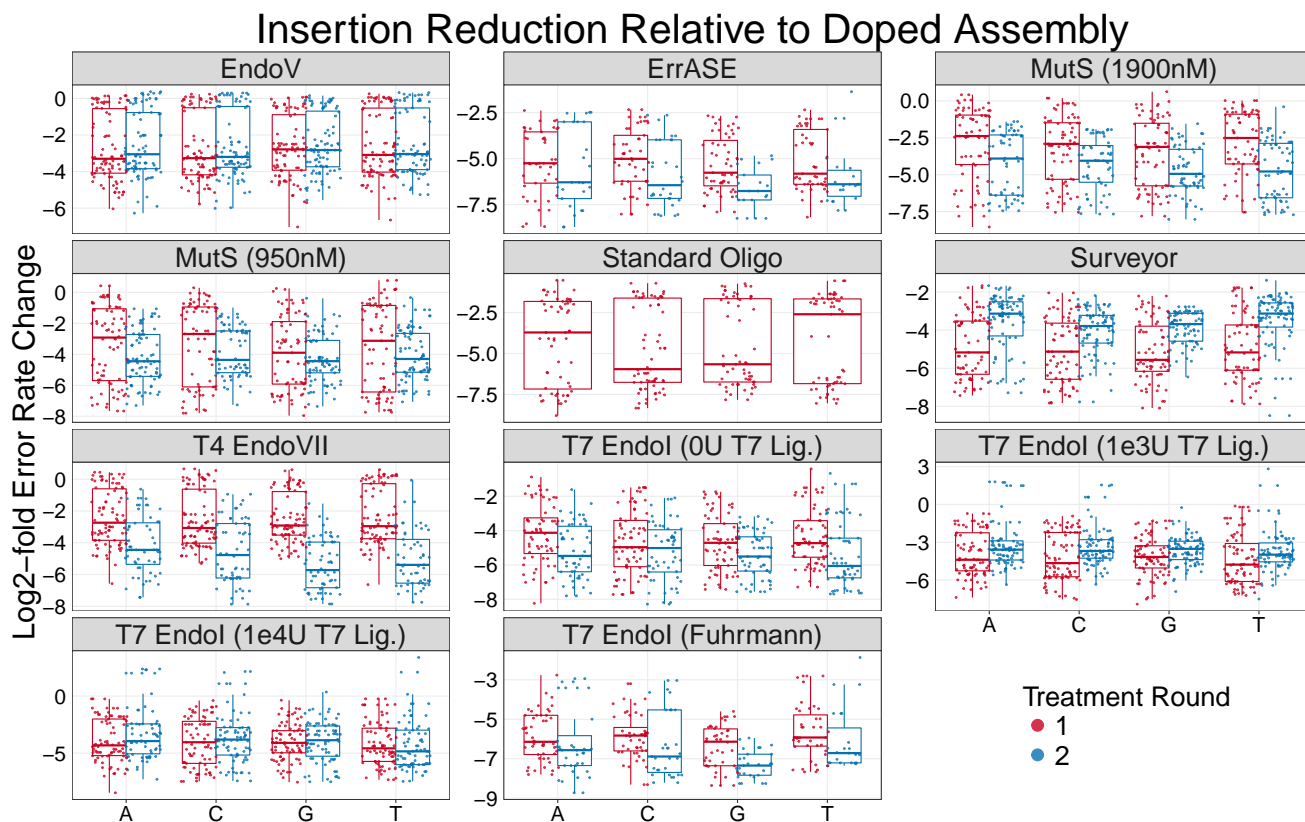 Insertion Reduction Relative to Doped Assembly
Log2−fold Error Rate Change
EndoV
0
−2
−4
−6
ErrASE
−2.5
−5.0
−7.5
MutS (1900nM)
0.0
−2.5
−5.0
−7.5
MutS (950nM)
0
−2
−4
−6
−8
Standard Oligo
−2.5
−5.0
−7.5
Surveyor
−2
−4
−6
−8
T4 EndoVII
0
−2
−4
−6
−8
T7 EndoI (0U T7 Lig.)
−2
−4
−6
−8
T7 EndoI (1e3U T7 Lig.)
3
0
−3
−6
A C G T
T7 EndoI (1e4U T7 Lig.)
0
−5
A C G T
T7 EndoI (Fuhrmann)
−3
−5
−7
−9
A C G T
Treatment Round
1
2